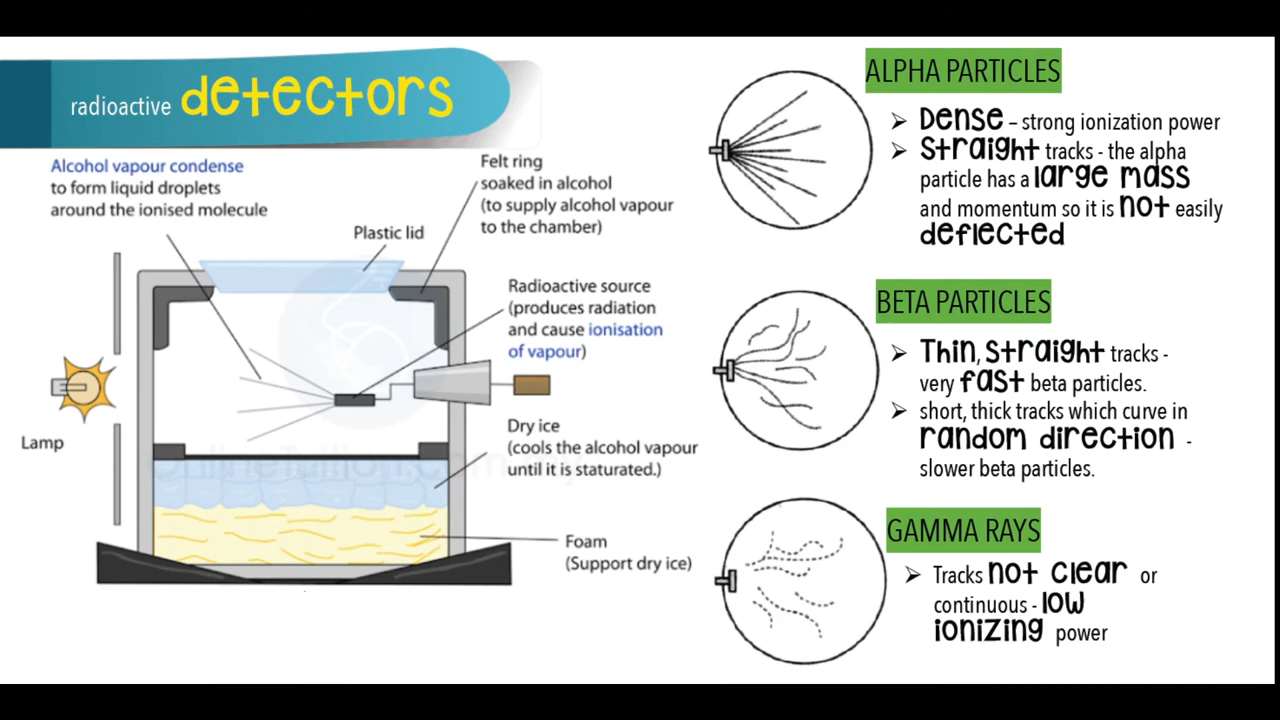 radioactive detectors
Alcohol vapour condense
to form liquid droplets
around the ionised molecule
Plastic lid
Felt ring
soaked in alcohol
(to supply alcohol vapour
to the chamber)
Radioactive source
(produces radiation
and cause ionisation
of vapour)
Lamp
Dry ice
(cools the alcohol vapour
until it is staturated.)
Foam
(Support dry ice)
OnlineTuition.com
ALPHA PARTICLES
➢ Dense – strong ionization power
➢ Straight tracks - the alpha
particle has a large mass
and momentum so it is not easily
deflected
BETA PARTICLES
➢ Thin, straight tracks -
very fast beta particles.
➢ short, thick tracks which curve in
random direction -
slower beta particles.
GAMMA RAYS
➢ Tracks not clear or
continuous - low
ionizing power